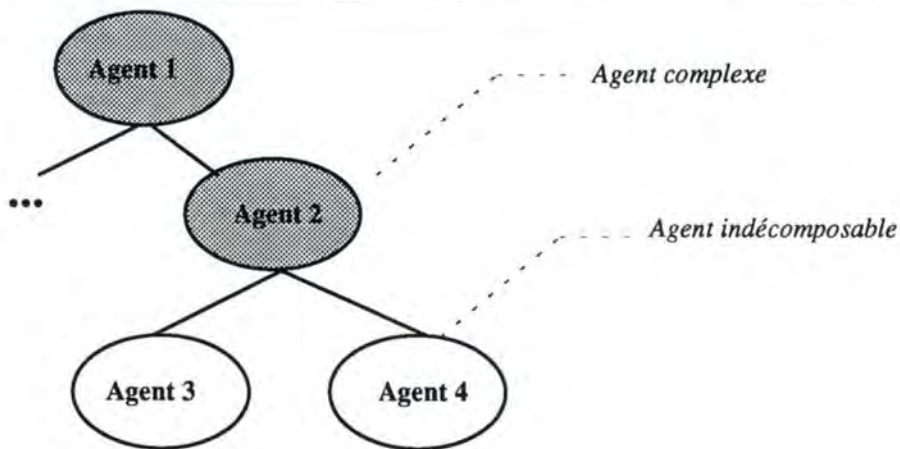 Agent 1
Agent complexe
...
Agent 2
Agent indécomposable
Agent 3
Agent 4